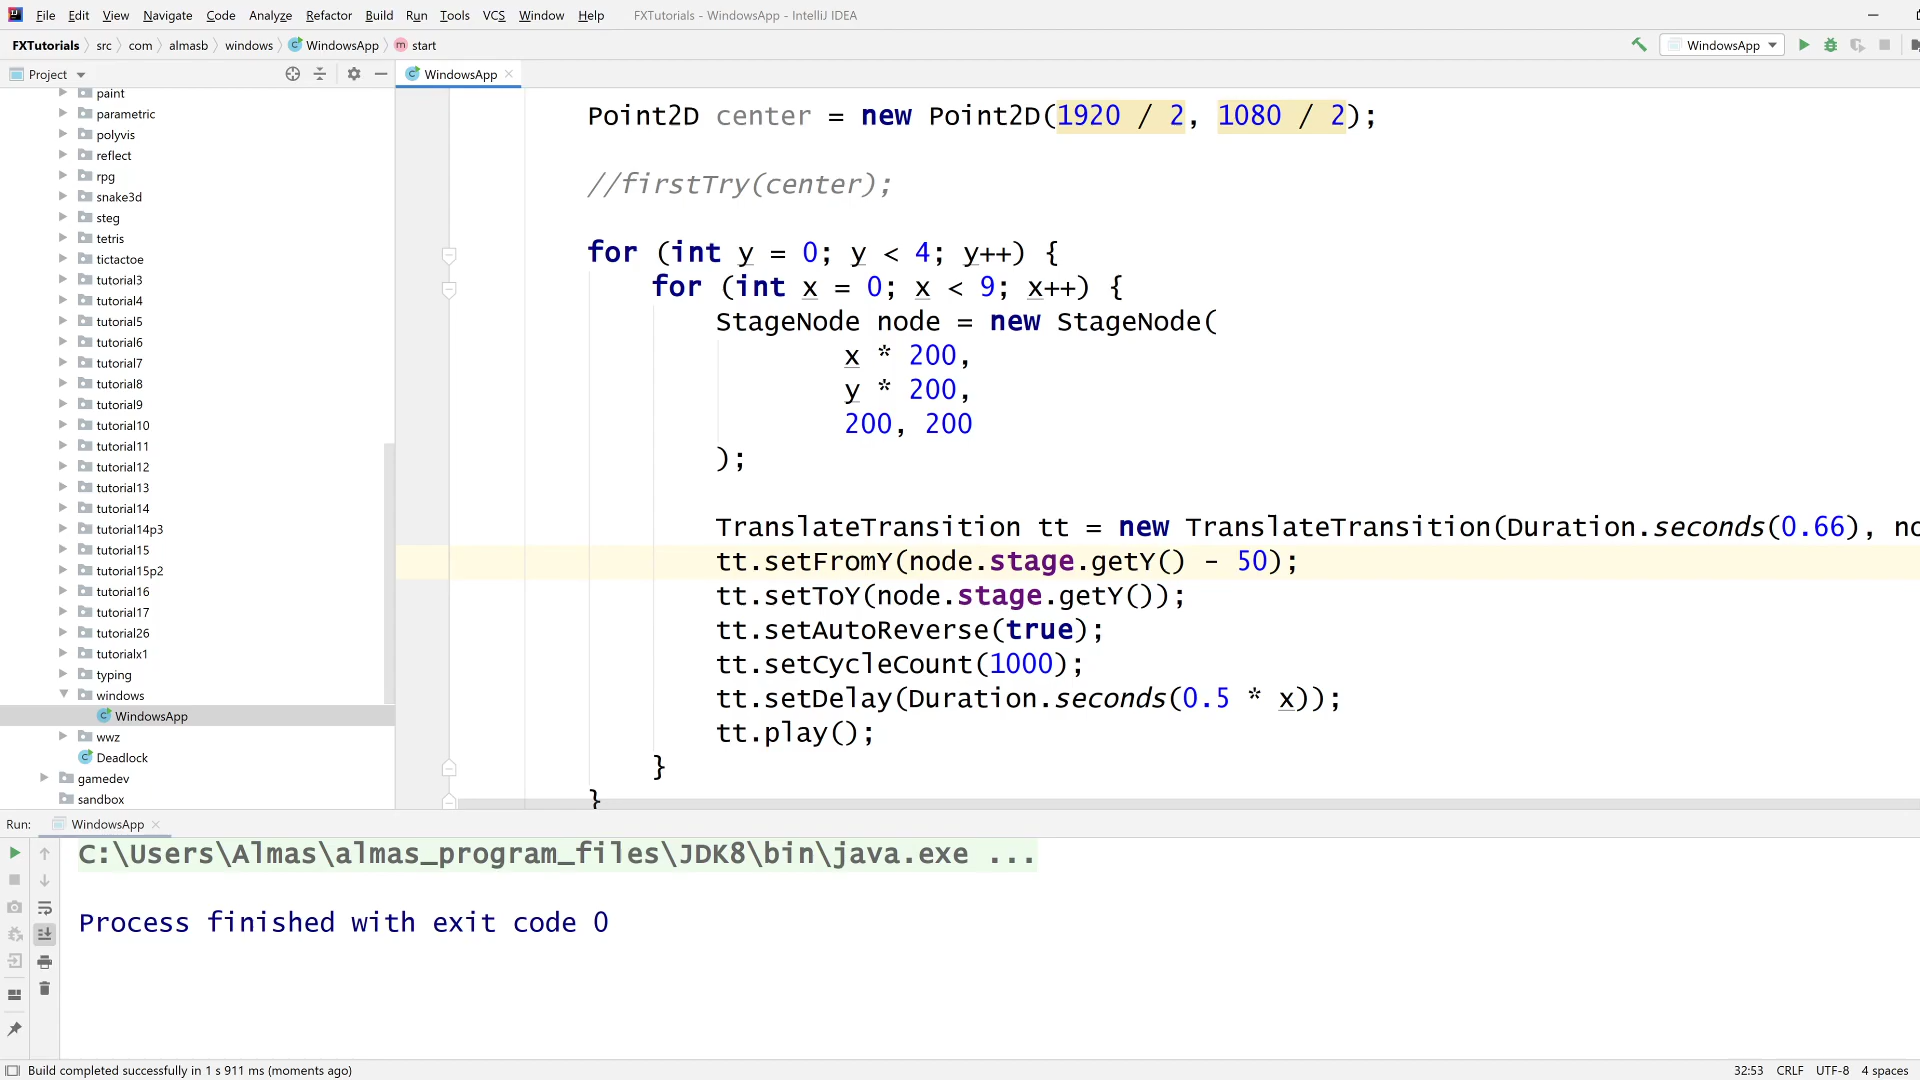 File Edit View Navigate Code Analyze Refactor Build Run Tools VCS Window Help FXTutorials - WindowsApp - IntelliJ IDEA
FXTutorials src com almasb windows WindowsApp start WindowsApp
Project WindowsApp
paint
parametric
polyvis
reflect
rpg
snake3d
steg
tetris
tictactoe
tutorial3
tutorial4
tutorial5
tutorial6
tutorial7
tutorial8
tutorial9
tutorial10
tutorial11
tutorial12
tutorial13
tutorial14
tutorial14p3
tutorial15
tutorial15p2
tutorial16
tutorial17
tutorial26
tutorialx1
typing
windows
WindowsApp
wwz
Deadlock
gamedev
sandbox
Point2D center = new Point2D(1920 / 2, 1080 / 2);
//firstTry(center);
for (int y = 0; y < 4; y++) {
for (int x = 0; x < 9; x++) {
StageNode node = new StageNode(
x * 200,
y * 200,
200, 200
);
TranslateTransition tt = new TranslateTransition(Duration.seconds(0.66), no
tt.setFromY(node.stage.getY() - 50);
tt.setToY(node.stage.getY());
tt.setAutoReverse(true);
tt.setCycleCount(1000);
tt.setDelay(Duration.seconds(0.5 * x));
tt.play();
}
}
Run: WindowsApp
C:\Users\Almas\almas_program_files\JDK8\bin\java.exe ...
Process finished with exit code 0
Build completed successfully in 1 s 911 ms (moments ago) 32:53 CRLF UTF-8 4 spaces